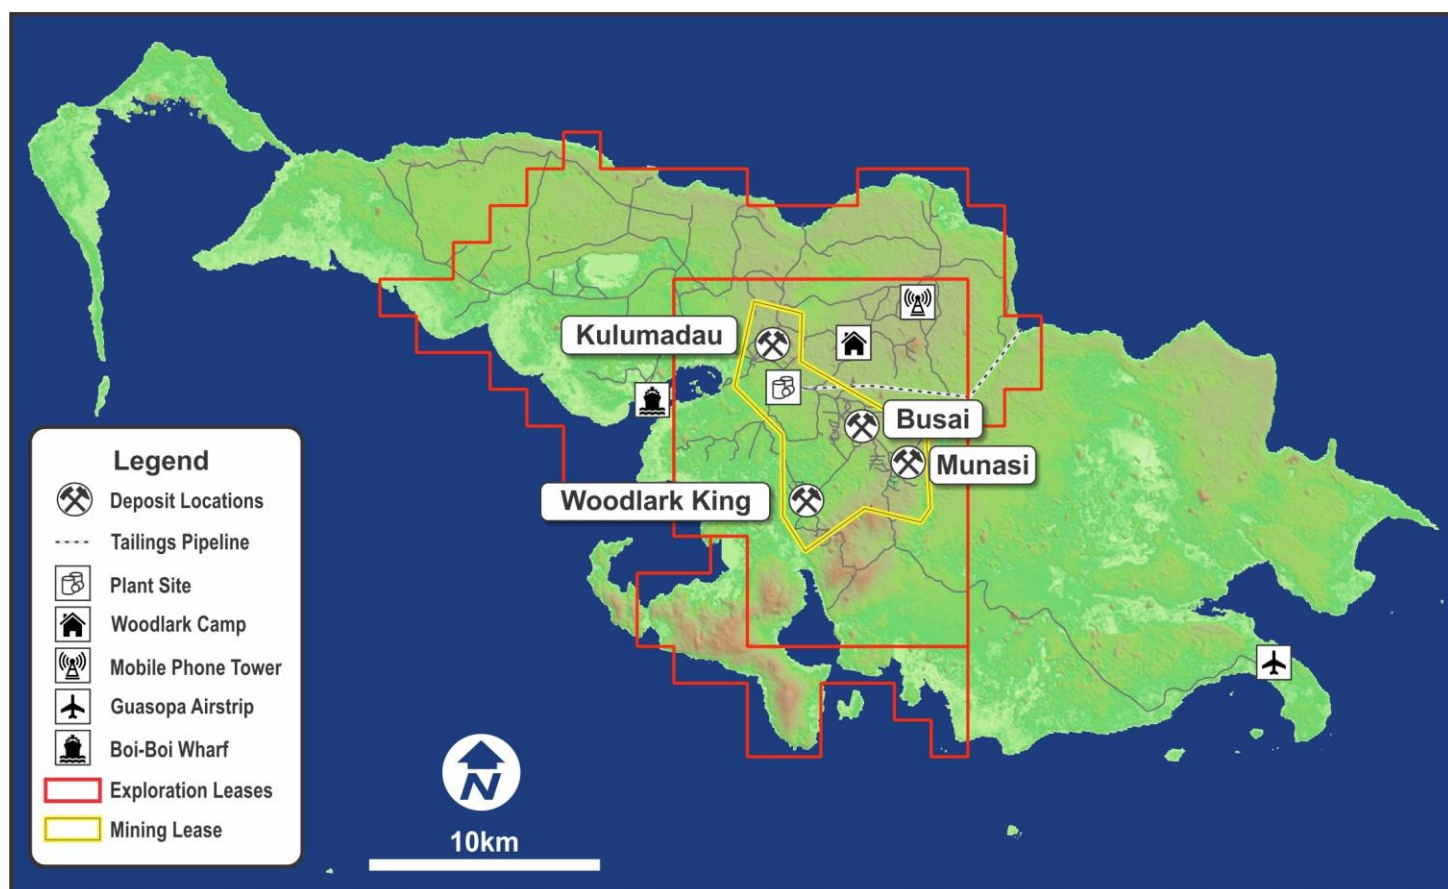 Kulumadau
Busai
Munasi
Woodlark King
Legend
Deposit Locations
Tailings Pipeline
Plant Site
Woodlark Camp
Mobile Phone Tower
Guasopa Airstrip
Boi-Boi Wharf
Exploration Leases
Mining Lease
N
10km